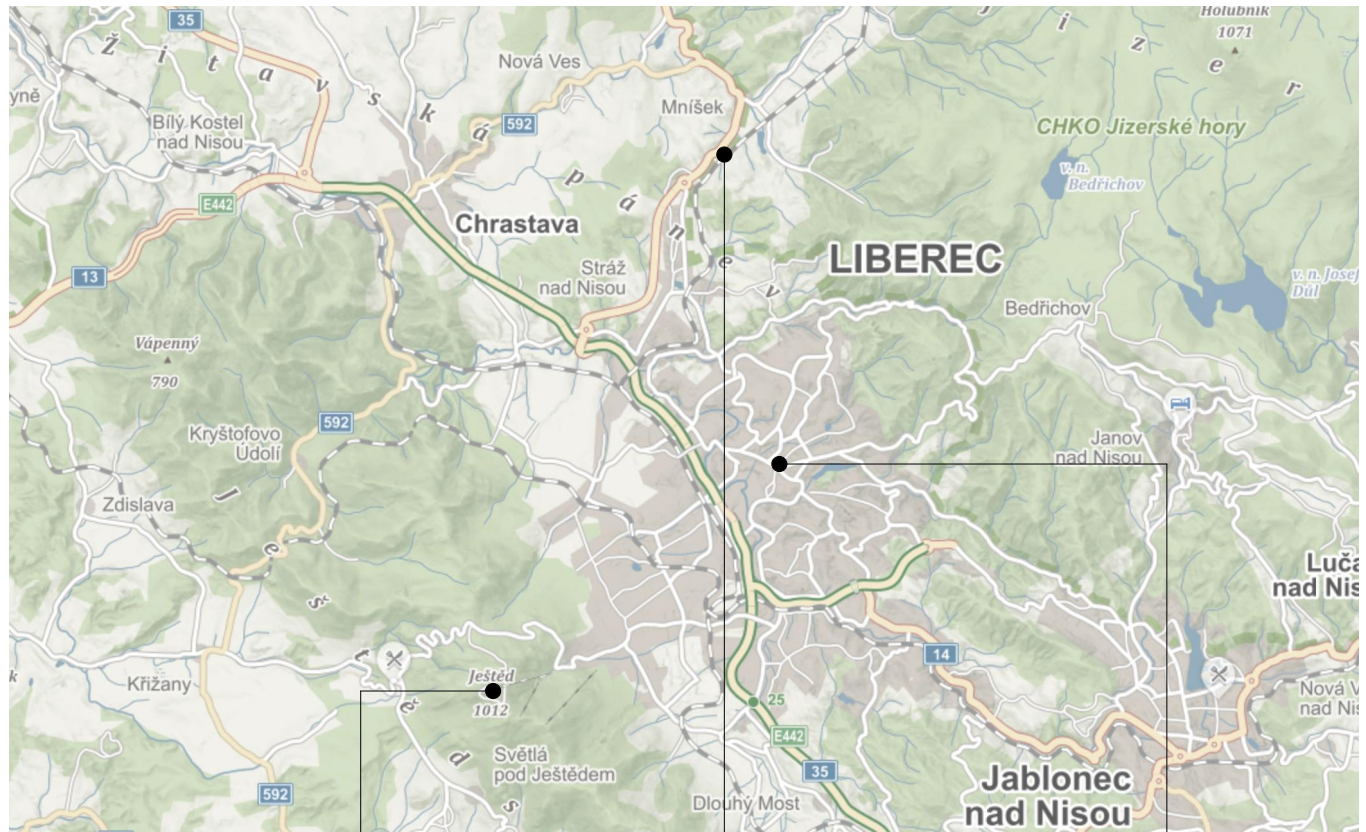 35
Holubník
1071
Nová Ves
Mníšek
592
Bílý Kostel
nad Nisou
yně
Ž i t a v s k á p á n e v
J i z e r
CHKO Jizerské hory
v. n.
Bedřichov
E442
Chrastava
LIBEREC
13
Stráž
nad Nisou
v. n. Josef
Důl
Bedřichov
Vápenný
790
592
Kryštofovo
Údolí
Janov
nad Nisou
Zdislava
J e š t ě d s
Luča
nad Nis
14
Ještěd
1012
k
Křižany
25
Nová V
nad Nis
E442
Světlá
pod Ještědem
35
592
Jablonec
nad Nisou
Dlouhý Most